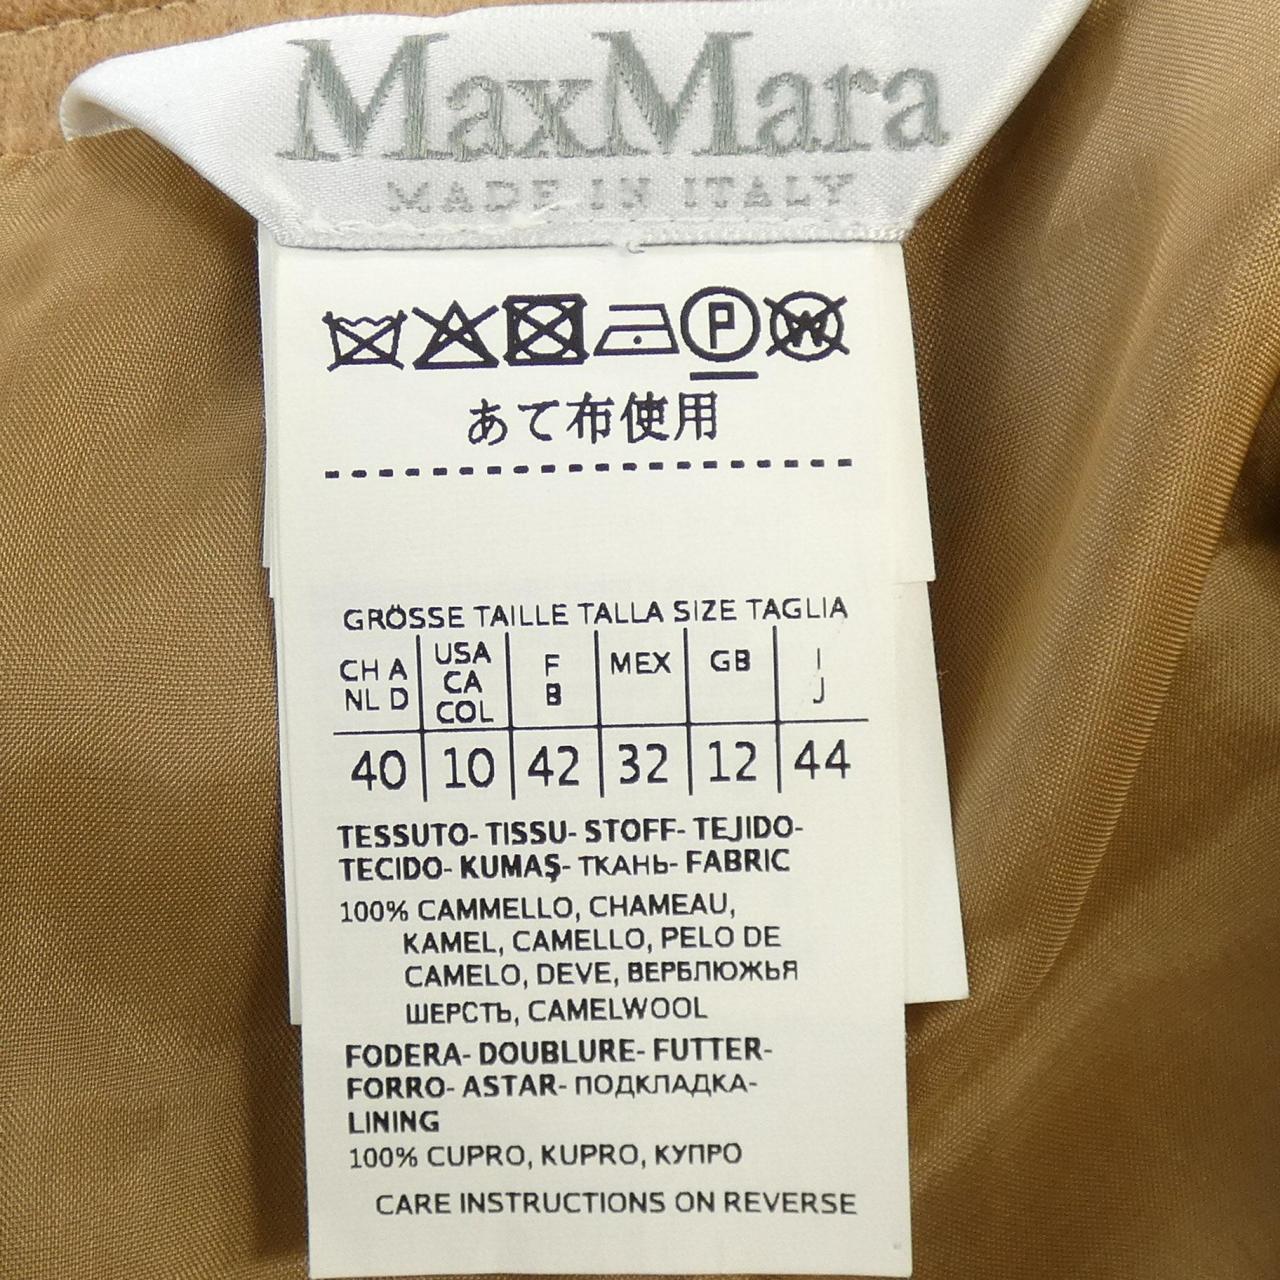 MaxMara
MADE IN ITALY
P W
あて布使用
GRÖSSE TAILLE TALLA SIZE TAGLIA
CH A NL D USA CA COL F B MEX GB I J
40 10 42 32 12 44
TESSUTO- TISSU- STOFF- TEJIDO-
TECIDO- KUMAŞ- ТКАНЬ- FABRIC
100% CAMMELLO, CHAMEAU,
KAMEL, CAMELLO, PELO DE
CAMELO, DEVE, ВЕРБЛЮЖЬЯ
ШЕРСТЬ, CAMELWOOL
FODERA- DOUBLURE- FUTTER-
FORRO- ASTAR- ПОДКЛАДКА-
LINING
100% CUPRO, KUPRO, КУПРО
CARE INSTRUCTIONS ON REVERSE